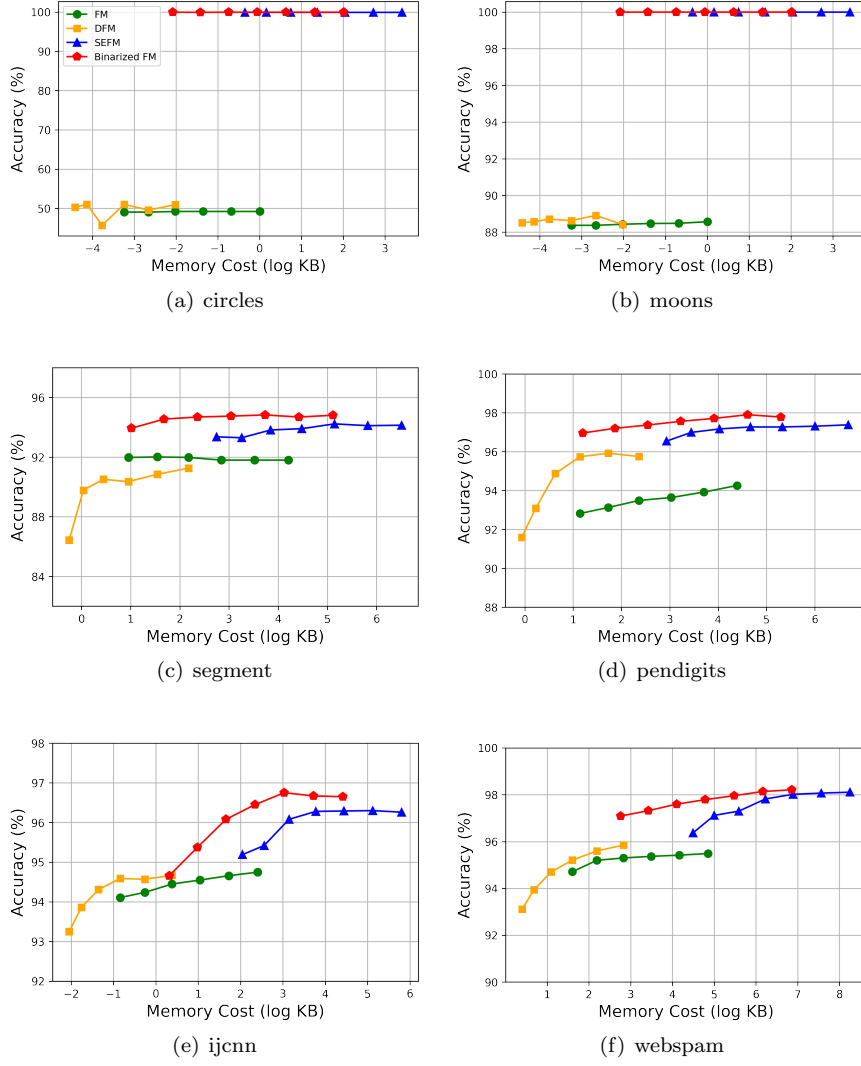 FM
DFM
SEFM
Binarized FM
Accuracy (%)
100
90
80
70
60
50
−4 −3 −2 −1 0 1 2 3
Memory Cost (log KB)
(a) circles
Accuracy (%)
100
98
96
94
92
90
88
−4 −3 −2 −1 0 1 2 3
Memory Cost (log KB)
(b) moons
Accuracy (%)
96
92
88
84
0 1 2 3 4 5 6
Memory Cost (log KB)
(c) segment
Accuracy (%)
100
98
96
94
92
90
88
0 1 2 3 4 5 6
Memory Cost (log KB)
(d) pendigits
Accuracy (%)
98
97
96
95
94
93
92
−2 −1 0 1 2 3 4 5 6
Memory Cost (log KB)
(e) ijcnn
Accuracy (%)
100
98
96
94
92
90
1 2 3 4 5 6 7 8
Memory Cost (log KB)
(f) webspam